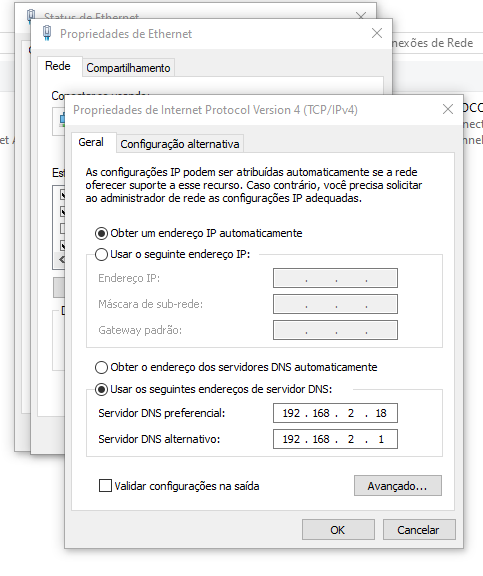 Status de Ethernet
Propriedades de Ethernet
nexões de Rede
Rede
Compartilhamento
Propriedades de Internet Protocol Version 4 (TCP/IPv4)
Geral
Configuração alternativa
As configurações IP podem ser atribuídas automaticamente se a rede
oferecer suporte a esse recurso. Caso contrário, você precisa solicitar
ao administrador de rede as configurações IP adequadas.
Obter um endereço IP automaticamente
Usar o seguinte endereço IP:
Endereço IP:
. . .
Máscara de sub-rede:
. . .
Gateway padrão:
. . .
Obter o endereço dos servidores DNS automaticamente
Usar os seguintes endereços de servidor DNS:
Servidor DNS preferencial:
192 . 168 . 2 . 18
Servidor DNS alternativo:
192 . 168 . 2 . 1
Validar configurações na saída
Avançado...
OK
Cancelar